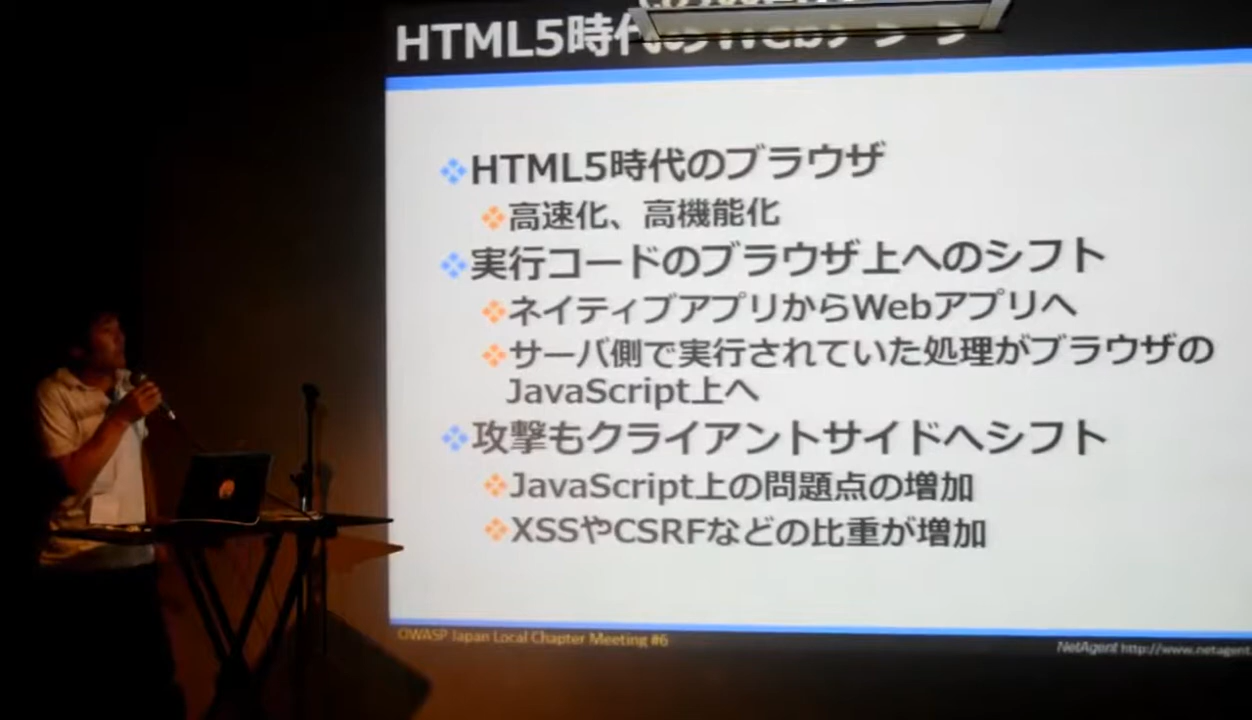 HTML5時代のWebアプリ
HTML5時代のブラウザ
高速化、高機能化
実行コードのブラウザ上へのシフト
ネイティブアプリからWebアプリへ
サーバ側で実行されていた処理がブラウザの
JavaScript上へ
攻撃もクライアントサイドへシフト
JavaScript上の問題点の増加
XSSやCSRFなどの比重が増加
OWASP Japan Local Chapter Meeting #6
NetAgent http://www.netagent